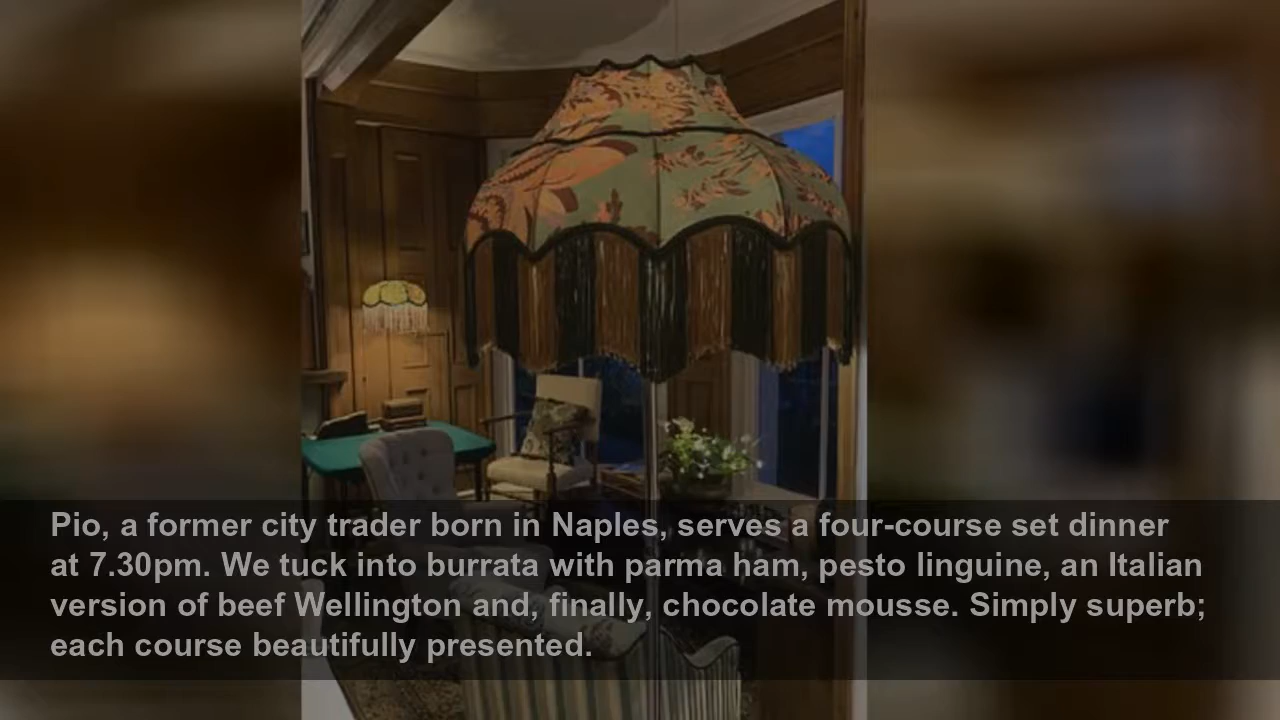 Pio, a former city trader born in Naples, serves a four-course set dinner
at 7.30pm. We tuck into burrata with parma ham, pesto linguine, an Italian
version of beef Wellington and, finally, chocolate mousse. Simply superb;
each course beautifully presented.